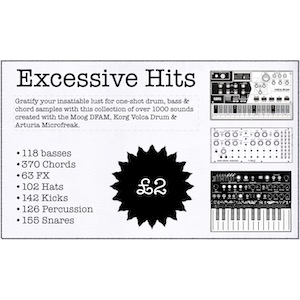 Excessive Hits
Gratify your insatiable lust for one-shot drum, bass &
chord samples with this collection of over 1000 sounds
created with the Moog DFAM, Korg Volca Drum &
Arturia Microfreak.
• 118 basses
• 370 Chords
• 63 FX
• 102 Hats
• 142 Kicks
• 126 Percussion
• 155 Snares
£2